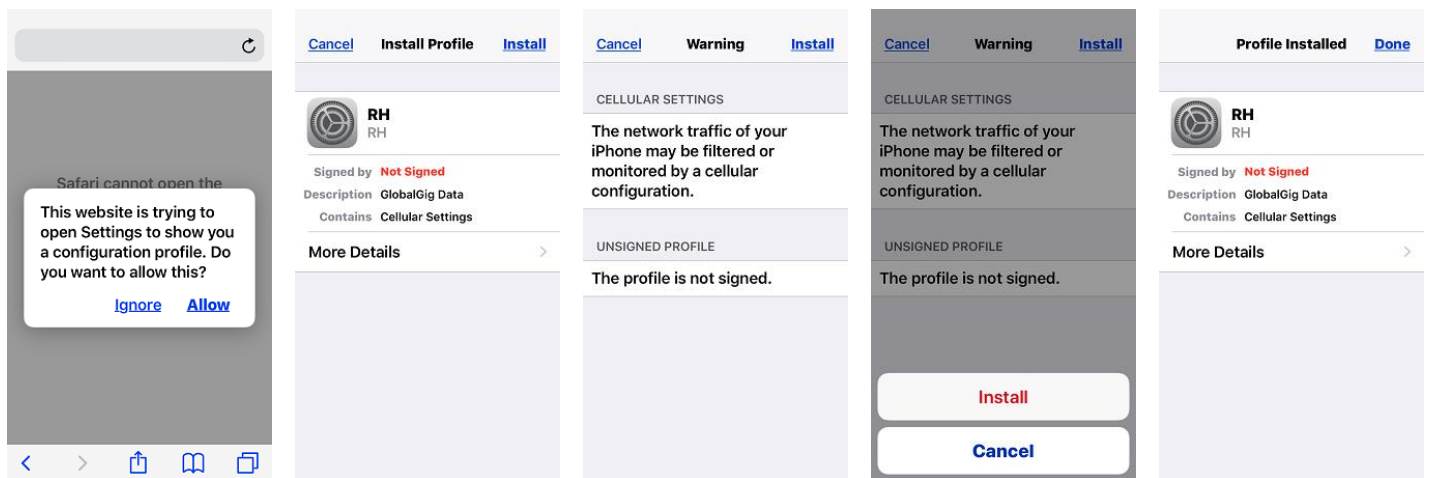 Safari cannot open the
This website is trying to
open Settings to show you
a configuration profile. Do
you want to allow this?
Ignore Allow
Cancel Install Profile Install
RH
RH
Signed by Not Signed
Description GlobalGig Data
Contains Cellular Settings
More Details
Cancel Warning Install
CELLULAR SETTINGS
The network traffic of your
iPhone may be filtered or
monitored by a cellular
configuration.
UNSIGNED PROFILE
The profile is not signed.
Cancel Warning Install
CELLULAR SETTINGS
The network traffic of your
iPhone may be filtered or
monitored by a cellular
configuration.
UNSIGNED PROFILE
The profile is not signed.
Install
Cancel
Profile Installed Done
RH
RH
Signed by Not Signed
Description GlobalGig Data
Contains Cellular Settings
More Details